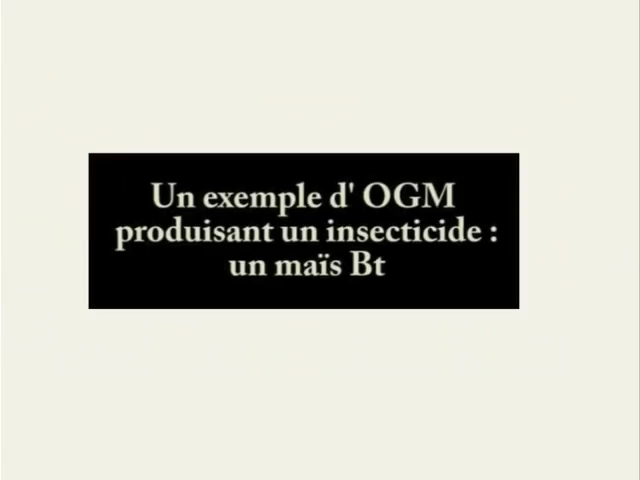 Un exemple d' OGM
produisant un insecticide :
un maïs Bt